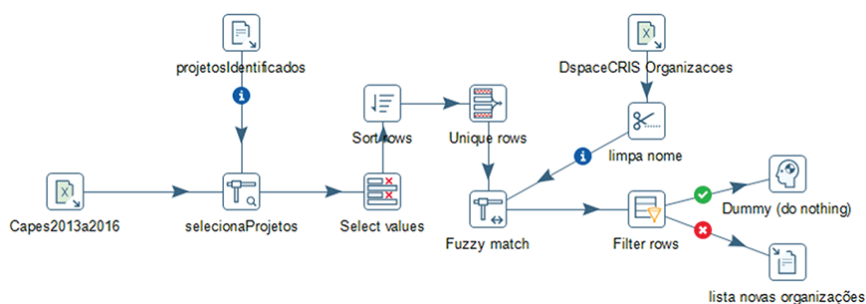 projetosIdentificados
DspaceCRIS Organizacoes
Sort rows
Unique rows
limpa nome
Capes2013a2016
selecionaProjetos
Select values
Fuzzy match
Filter rows
Dummy (do nothing)
lista novas organizações